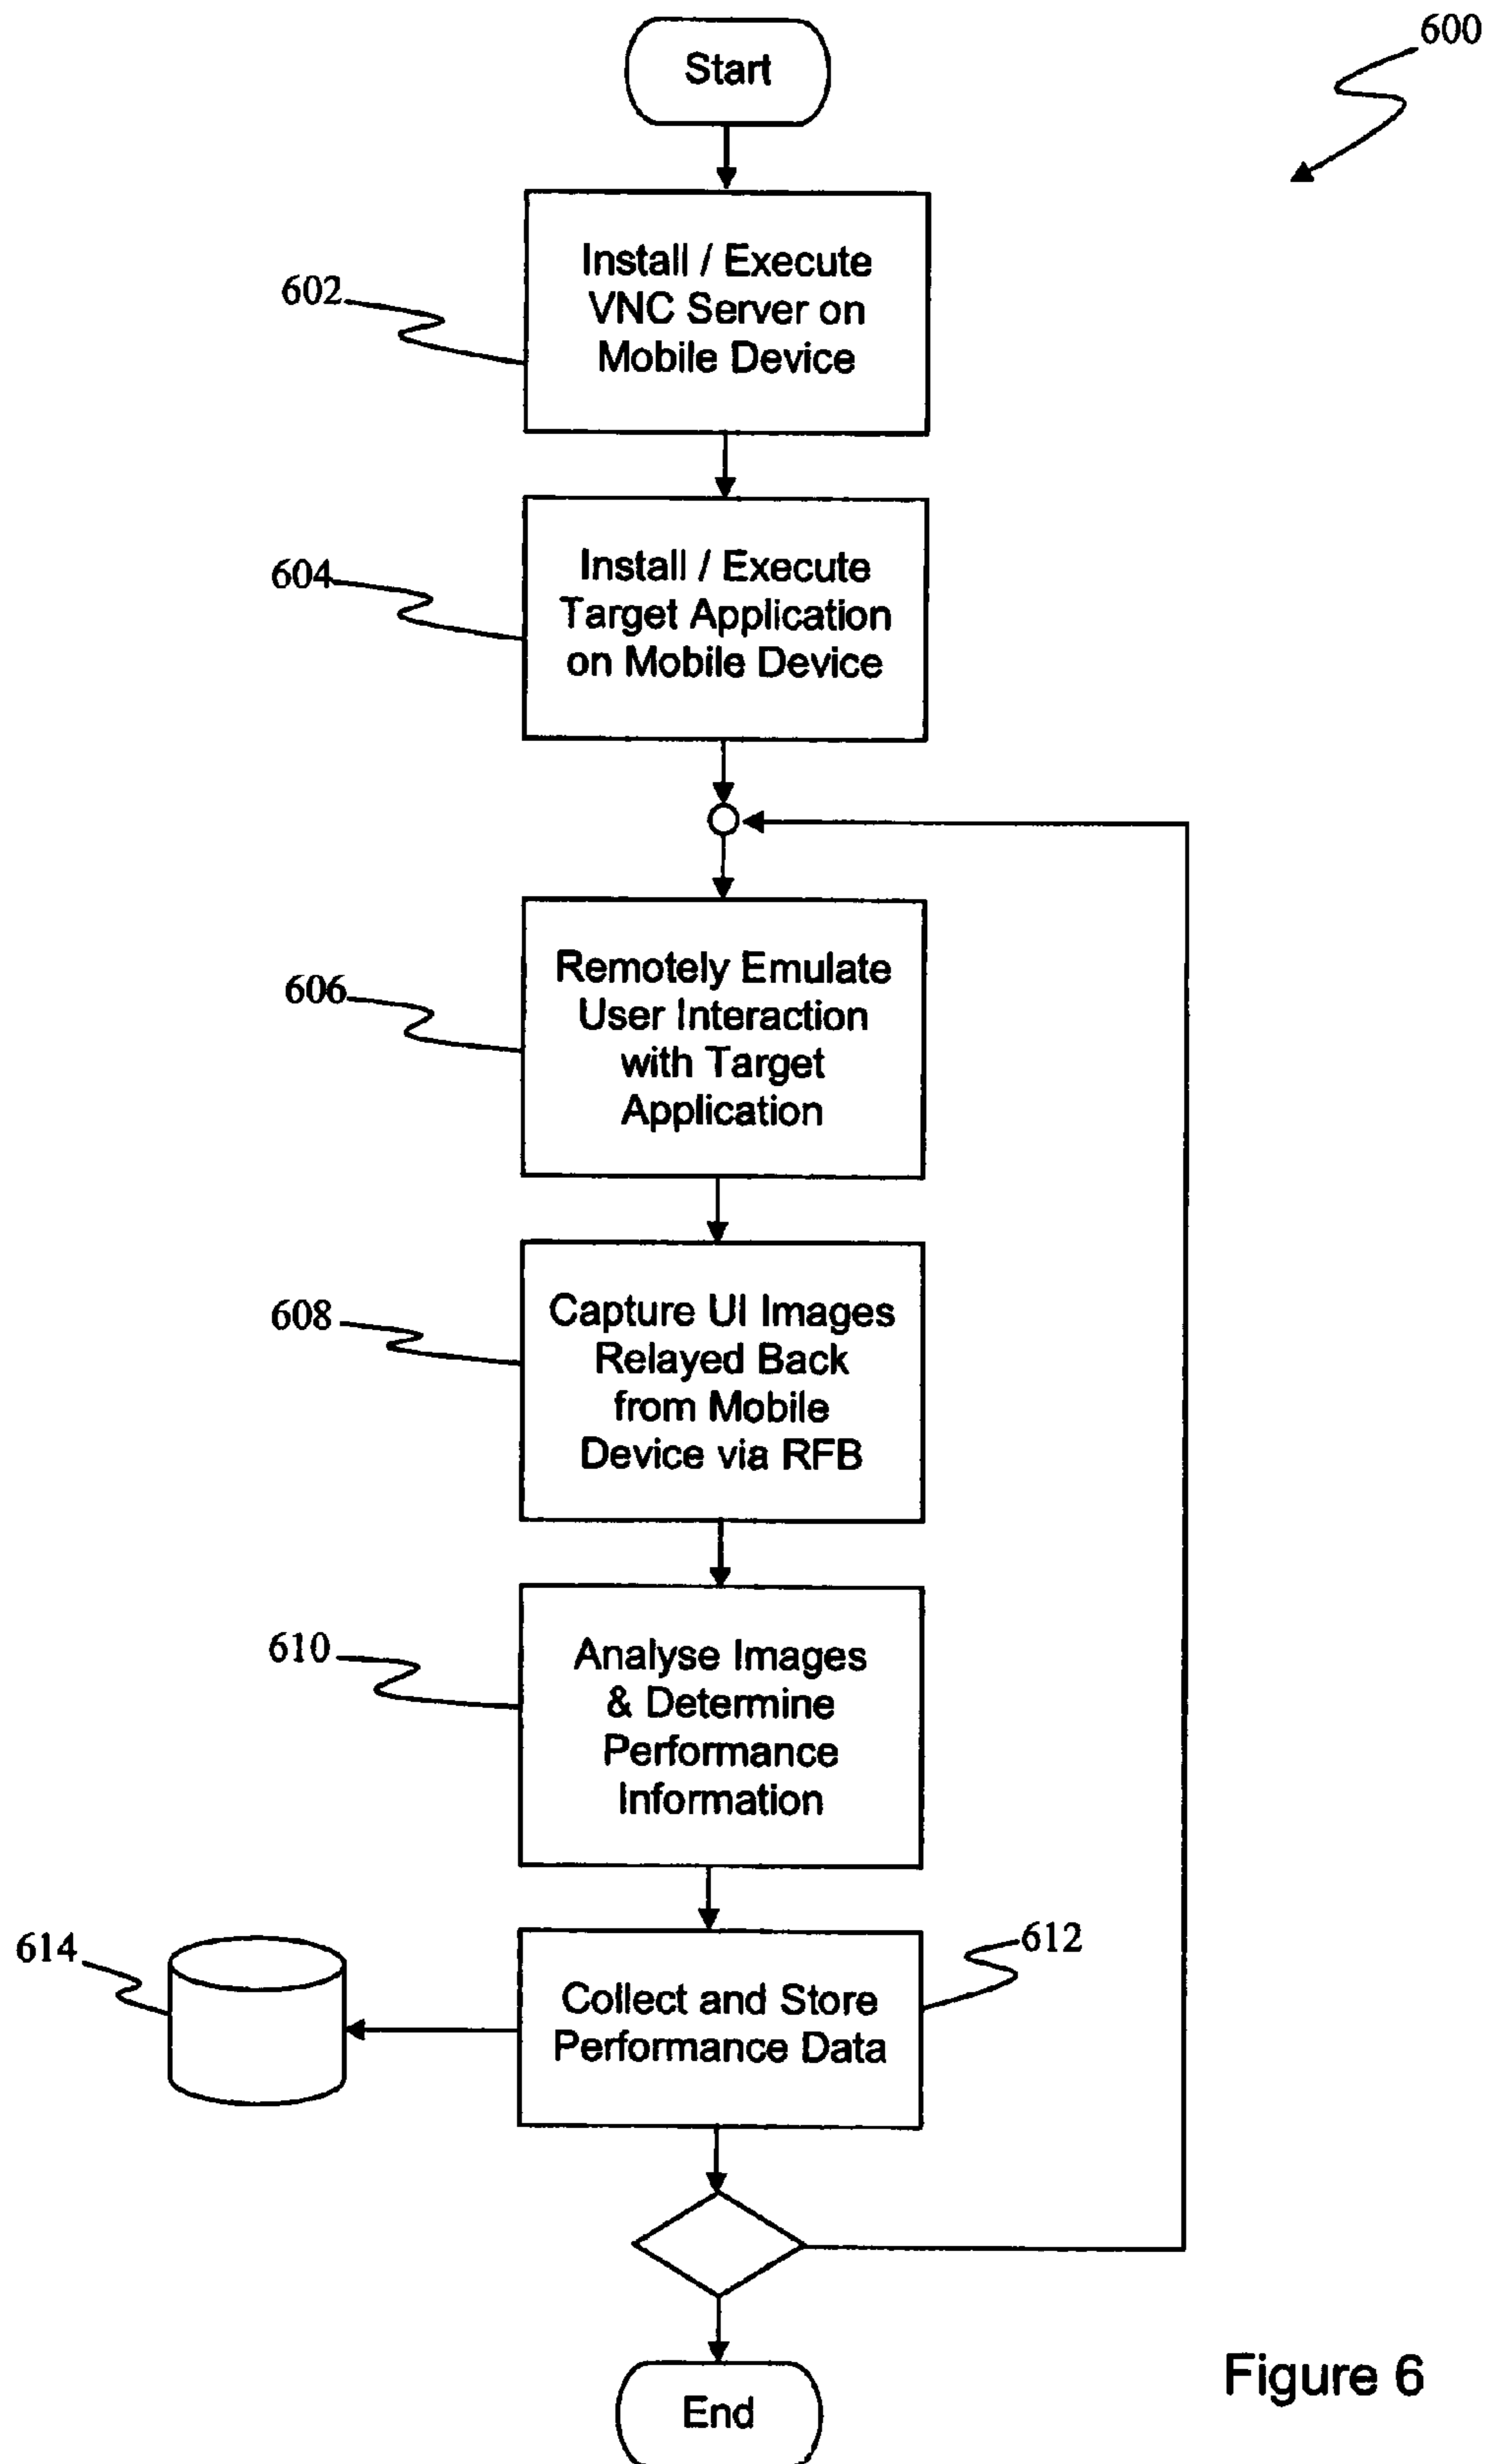 600
Start
602
Install / Execute
VNC Server on
Mobile Device
604
Install / Execute
Target Application
on Mobile Device
606
Remotely Emulate
User Interaction
with Target
Application
608
Capture UI Images
Relayed Back
from Mobile
Device via RFB
610
Analyse Images
& Determine
Performance
Information
614
612
Collect and Store
Performance Data
End
Figure 6